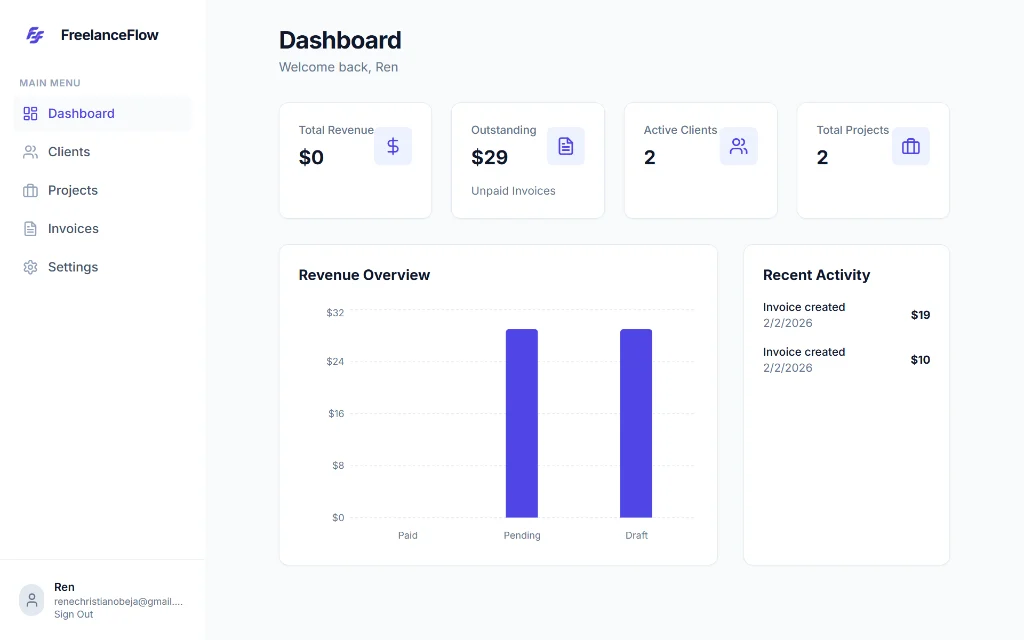 FreelanceFlow
MAIN MENU
Dashboard
Clients
Projects
Invoices
Settings
Ren
renechristianobeja@gmail....
Sign Out
Dashboard
Welcome back, Ren
Total Revenue
$0
Outstanding
$29
Unpaid Invoices
Active Clients
2
Total Projects
2
Revenue Overview
$32
$24
$16
$8
$0
Paid Pending Draft
Recent Activity
Invoice created
2/2/2026
$19
Invoice created
2/2/2026
$10